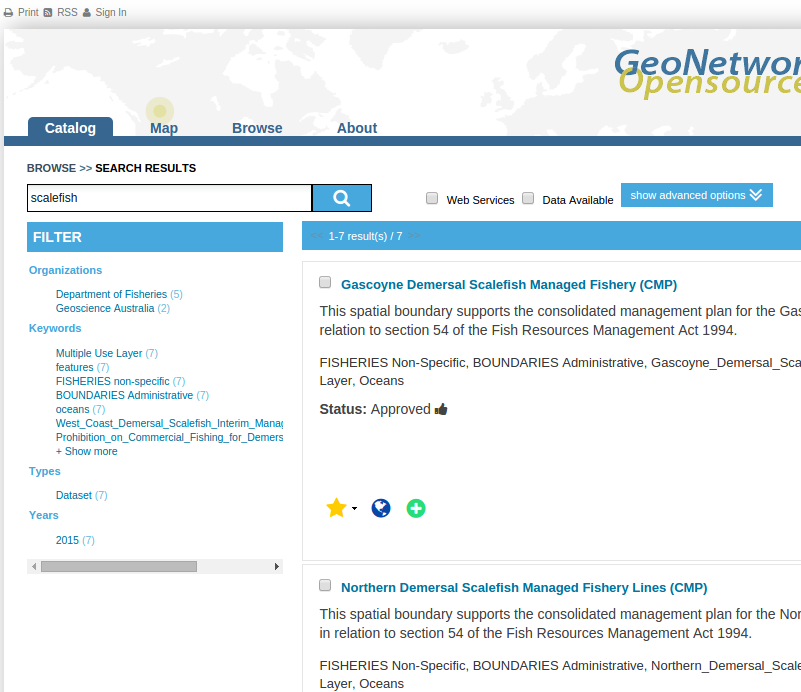 Print RSS Sign In
GeoNetwor
Opensource
Catalog Map Browse About
BROWSE >> SEARCH RESULTS
scalefish
Web Services Data Available show advanced options
FILTER
<< 1-7 result(s) / 7 >>
Organizations
Department of Fisheries (5)
Geoscience Australia (2)
Keywords
Multiple Use Layer (7)
features (7)
FISHERIES non-specific (7)
BOUNDARIES Administrative (7)
oceans (7)
West_Coast_Demersal_Scalefish_Interim_Manag
Prohibition_on_Commercial_Fishing_for_Demers
+ Show more
Types
Dataset (7)
Years
2015 (7)
Gascoyne Demersal Scalefish Managed Fishery (CMP)
This spatial boundary supports the consolidated management plan for the Gas
relation to section 54 of the Fish Resources Management Act 1994.
FISHERIES Non-Specific, BOUNDARIES Administrative, Gascoyne_Demersal_Sca
Layer, Oceans
Status: Approved
Northern Demersal Scalefish Managed Fishery Lines (CMP)
This spatial boundary supports the consolidated management plan for the Nor
in relation to section 54 of the Fish Resources Management Act 1994.
FISHERIES Non-Specific, BOUNDARIES Administrative, Northern_Demersal_Scale
Layer, Oceans